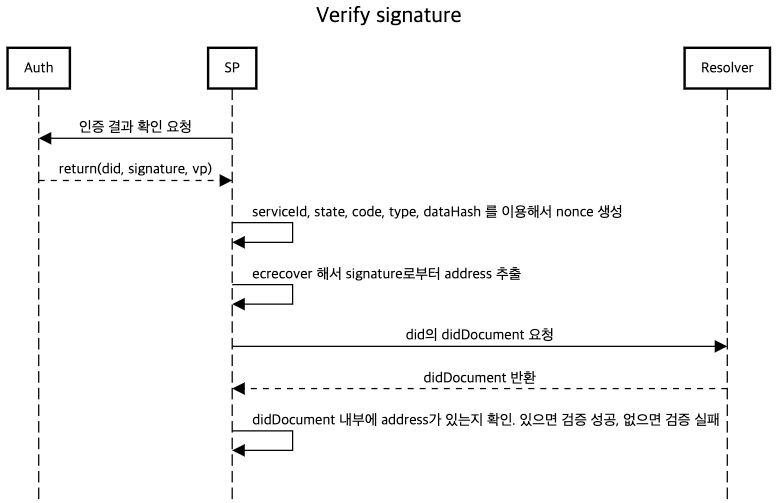 Verify signature
Auth
SP
Resolver
인증 결과 확인 요청
return(did, signature, vp)
serviceId, state, code, type, dataHash 를 이용해서 nonce 생성
ecrecover 해서 signature로부터 address 추출
did의 didDocument 요청
didDocument 반환
didDocument 내부에 address가 있는지 확인. 있으면 검증 성공, 없으면 검증 실패